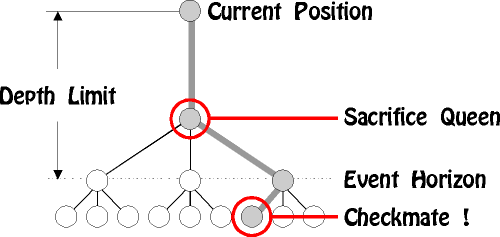 Current Position
Depth Limit
Sacrifice Queen
Event Horizon
Checkmate !